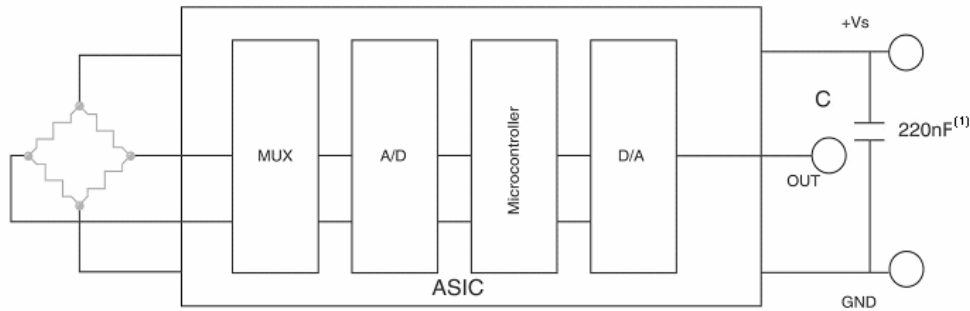 +Vs
C
220nF(1)
MUX
A/D
Microcontroller
D/A
OUT
ASIC
GND